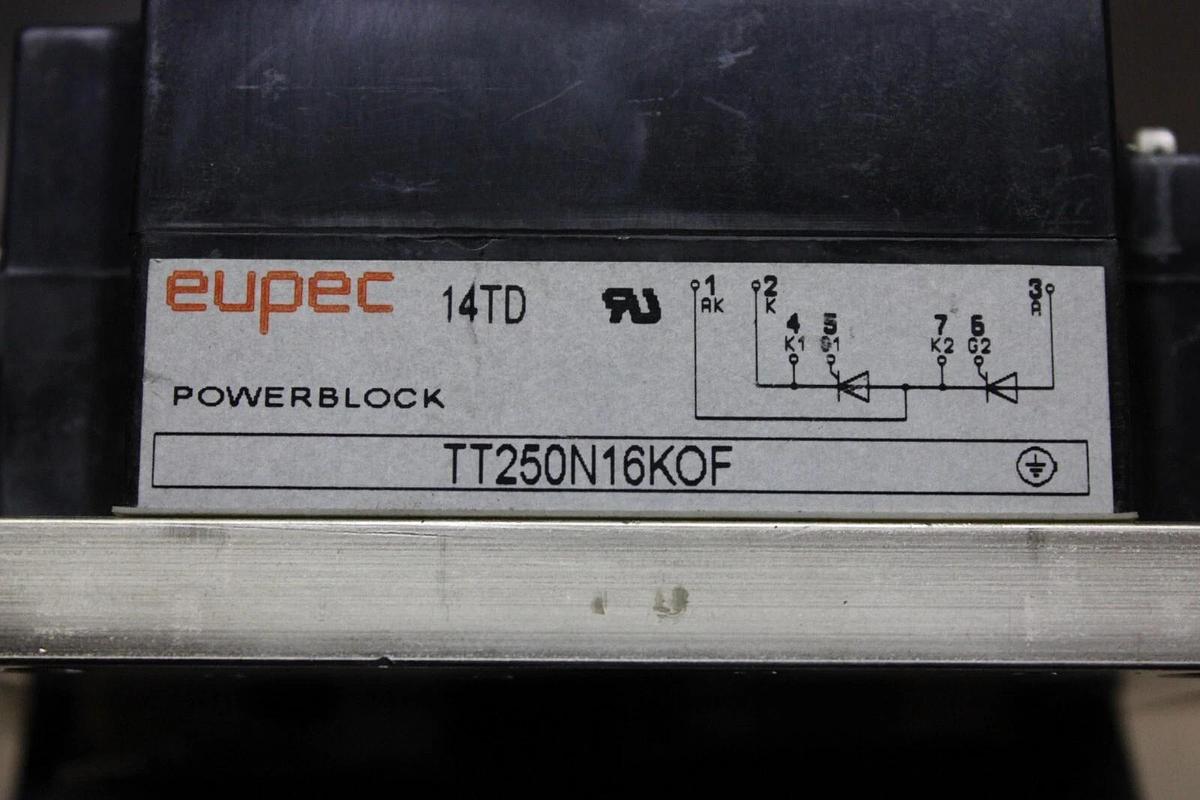 eupec 14TD
1 2 3
AK K A
4 5 7 6
K1 G1 K2 G2
POWERBLOCK
TT250N16KOF